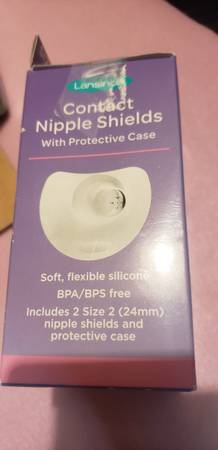 Lansinoh
Contact
Nipple Shields
With Protective Case
Soft, flexible silicone
BPA/BPS free
Includes 2 Size 2 (24mm)
nipple shields and
protective case